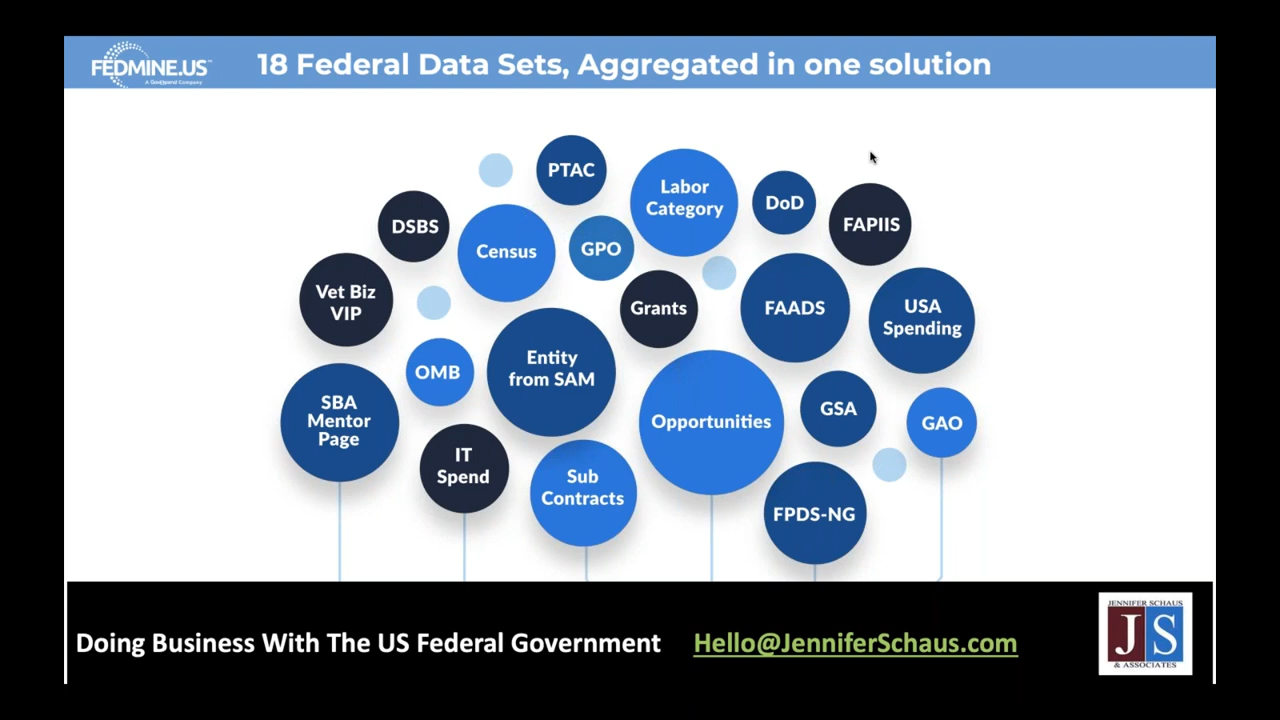 FEDMINE.US™
A GovSpend Company
18 Federal Data Sets, Aggregated in one solution
PTAC
Labor
Category
DoD
FAPIIS
DSBS
Census
GPO
Vet Biz
VIP
Grants
FAADS
USA
Spending
OMB
Entity
from SAM
SBA
Mentor
Page
Opportunities
GSA
GAO
IT
Spend
Sub
Contracts
FPDS-NG
Doing Business With The US Federal Government
Hello@JenniferSchaus.com
JENNIFER SCHAUS
JS
& ASSOCIATES